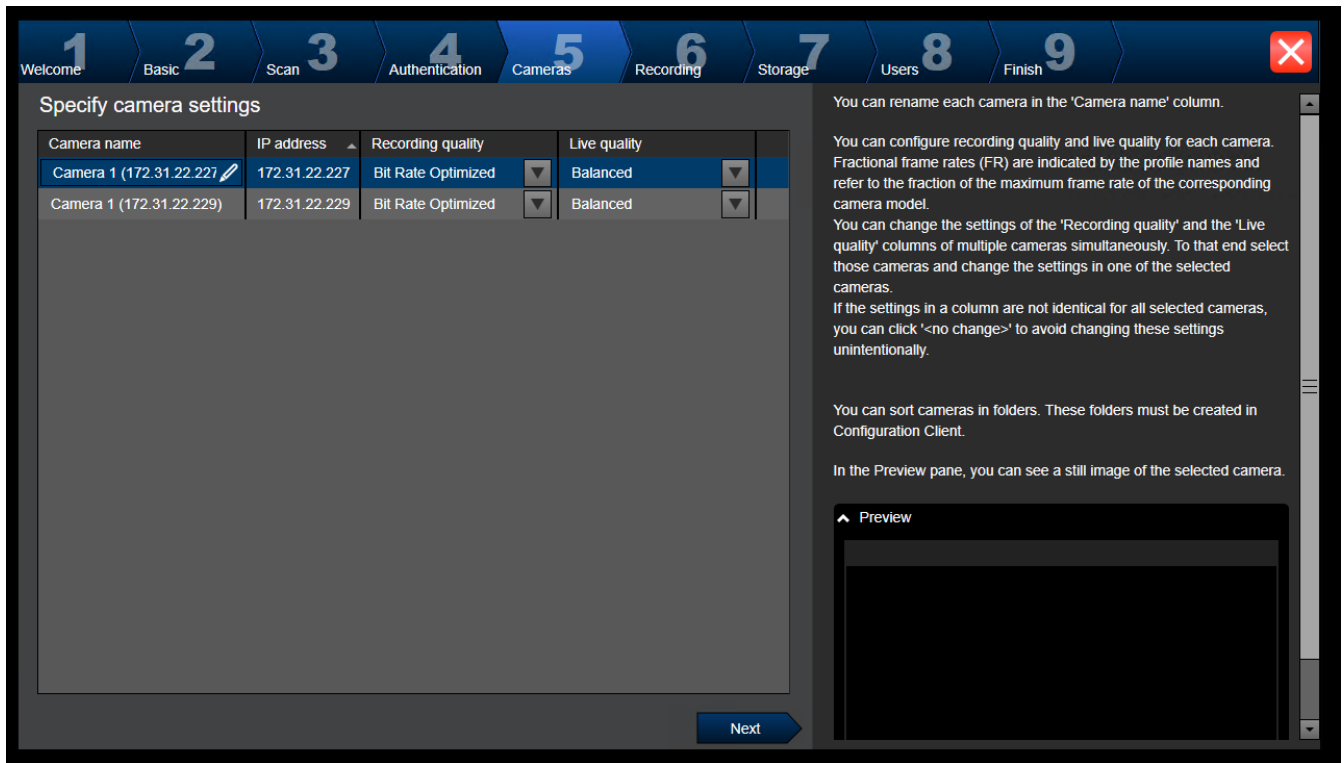 1 2 3 4 5 6 7 8 9
Welcome Basic Scan Authentication Cameras Recording Storage Users Finish
Specify camera settings
Camera name IP address Recording quality Live quality
Camera 1 (172.31.22.227 172.31.22.227 Bit Rate Optimized Balanced
Camera 1 (172.31.22.229) 172.31.22.229 Bit Rate Optimized Balanced
Next
You can rename each camera in the 'Camera name' column.
You can configure recording quality and live quality for each camera.
Fractional frame rates (FR) are indicated by the profile names and
refer to the fraction of the maximum frame rate of the corresponding
camera model.
You can change the settings of the 'Recording quality' and the 'Live
quality' columns of multiple cameras simultaneously. To that end select
those cameras and change the settings in one of the selected
cameras.
If the settings in a column are not identical for all selected cameras,
you can click '<no change>' to avoid changing these settings
unintentionally.
You can sort cameras in folders. These folders must be created in
Configuration Client.
In the Preview pane, you can see a still image of the selected camera.
Preview